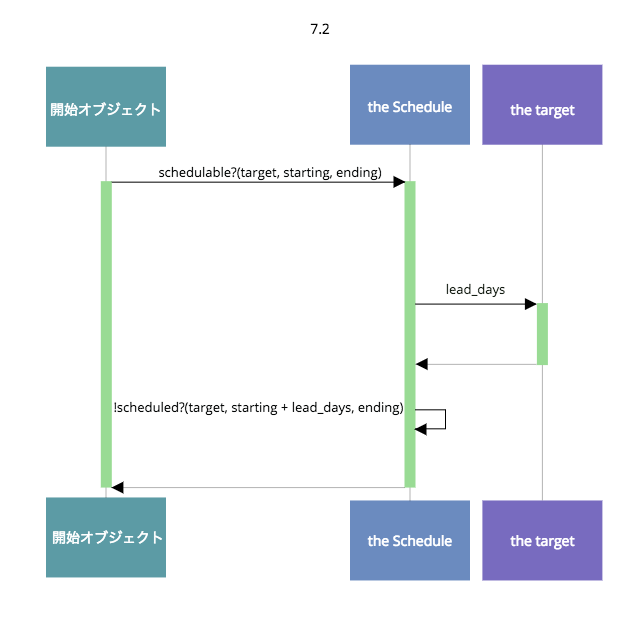 7.2
開始オブジェクト
the Schedule
the target
schedulable?(target, starting, ending)
lead_days
!scheduled?(target, starting + lead_days, ending)
開始オブジェクト
the Schedule
the target